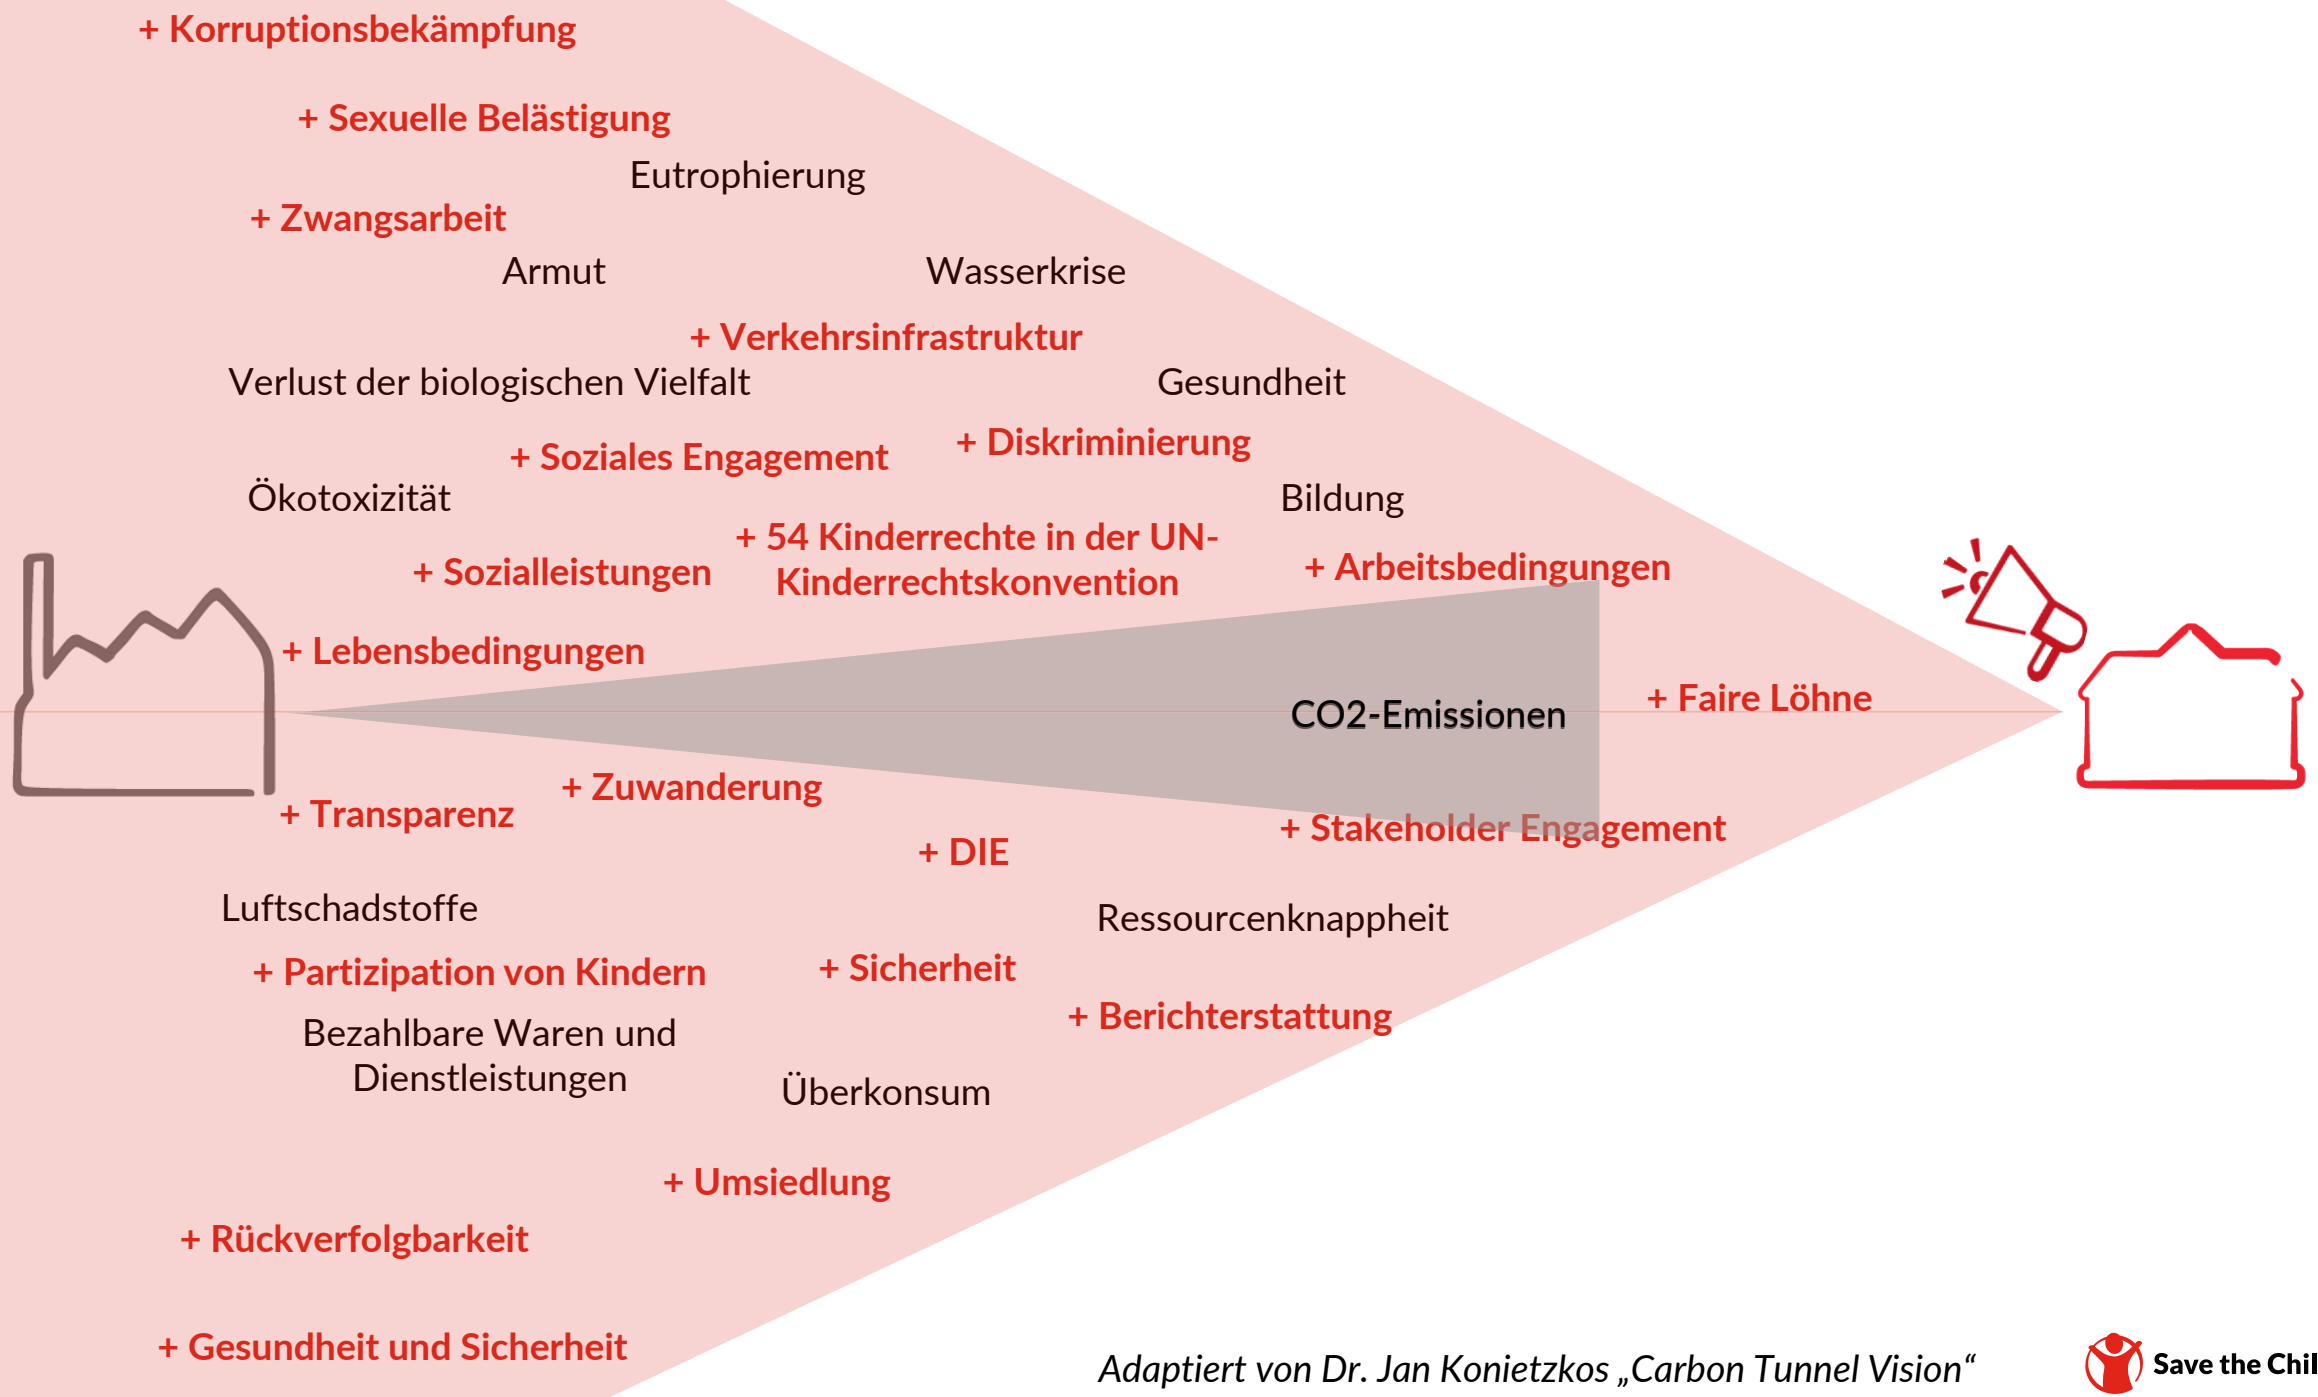 + Korruptionsbekämpfung
+ Sexuelle Belästigung
Eutrophierung
+ Zwangsarbeit
Armut
Wasserkrise
+ Verkehrsinfrastruktur
Verlust der biologischen Vielfalt
Gesundheit
+ Diskriminierung
+ Soziales Engagement
Ökotoxizität
Bildung
+ 54 Kinderrechte in der UN-
Kinderrechtskonvention
+ Arbeitsbedingungen
+ Sozialleistungen
+ Lebensbedingungen
+ Faire Löhne
CO2-Emissionen
+ Zuwanderung
+ Transparenz
+ Stakeholder Engagement
+ DIE
Luftschadstoffe
Ressourcenknappheit
+ Sicherheit
+ Partizipation von Kindern
+ Berichterstattung
Bezahlbare Waren und
Dienstleistungen
Überkonsum
+ Umsiedlung
+ Rückverfolgbarkeit
+ Gesundheit und Sicherheit
Adaptiert von Dr. Jan Konietzkos „Carbon Tunnel Vision“
Save the Chil